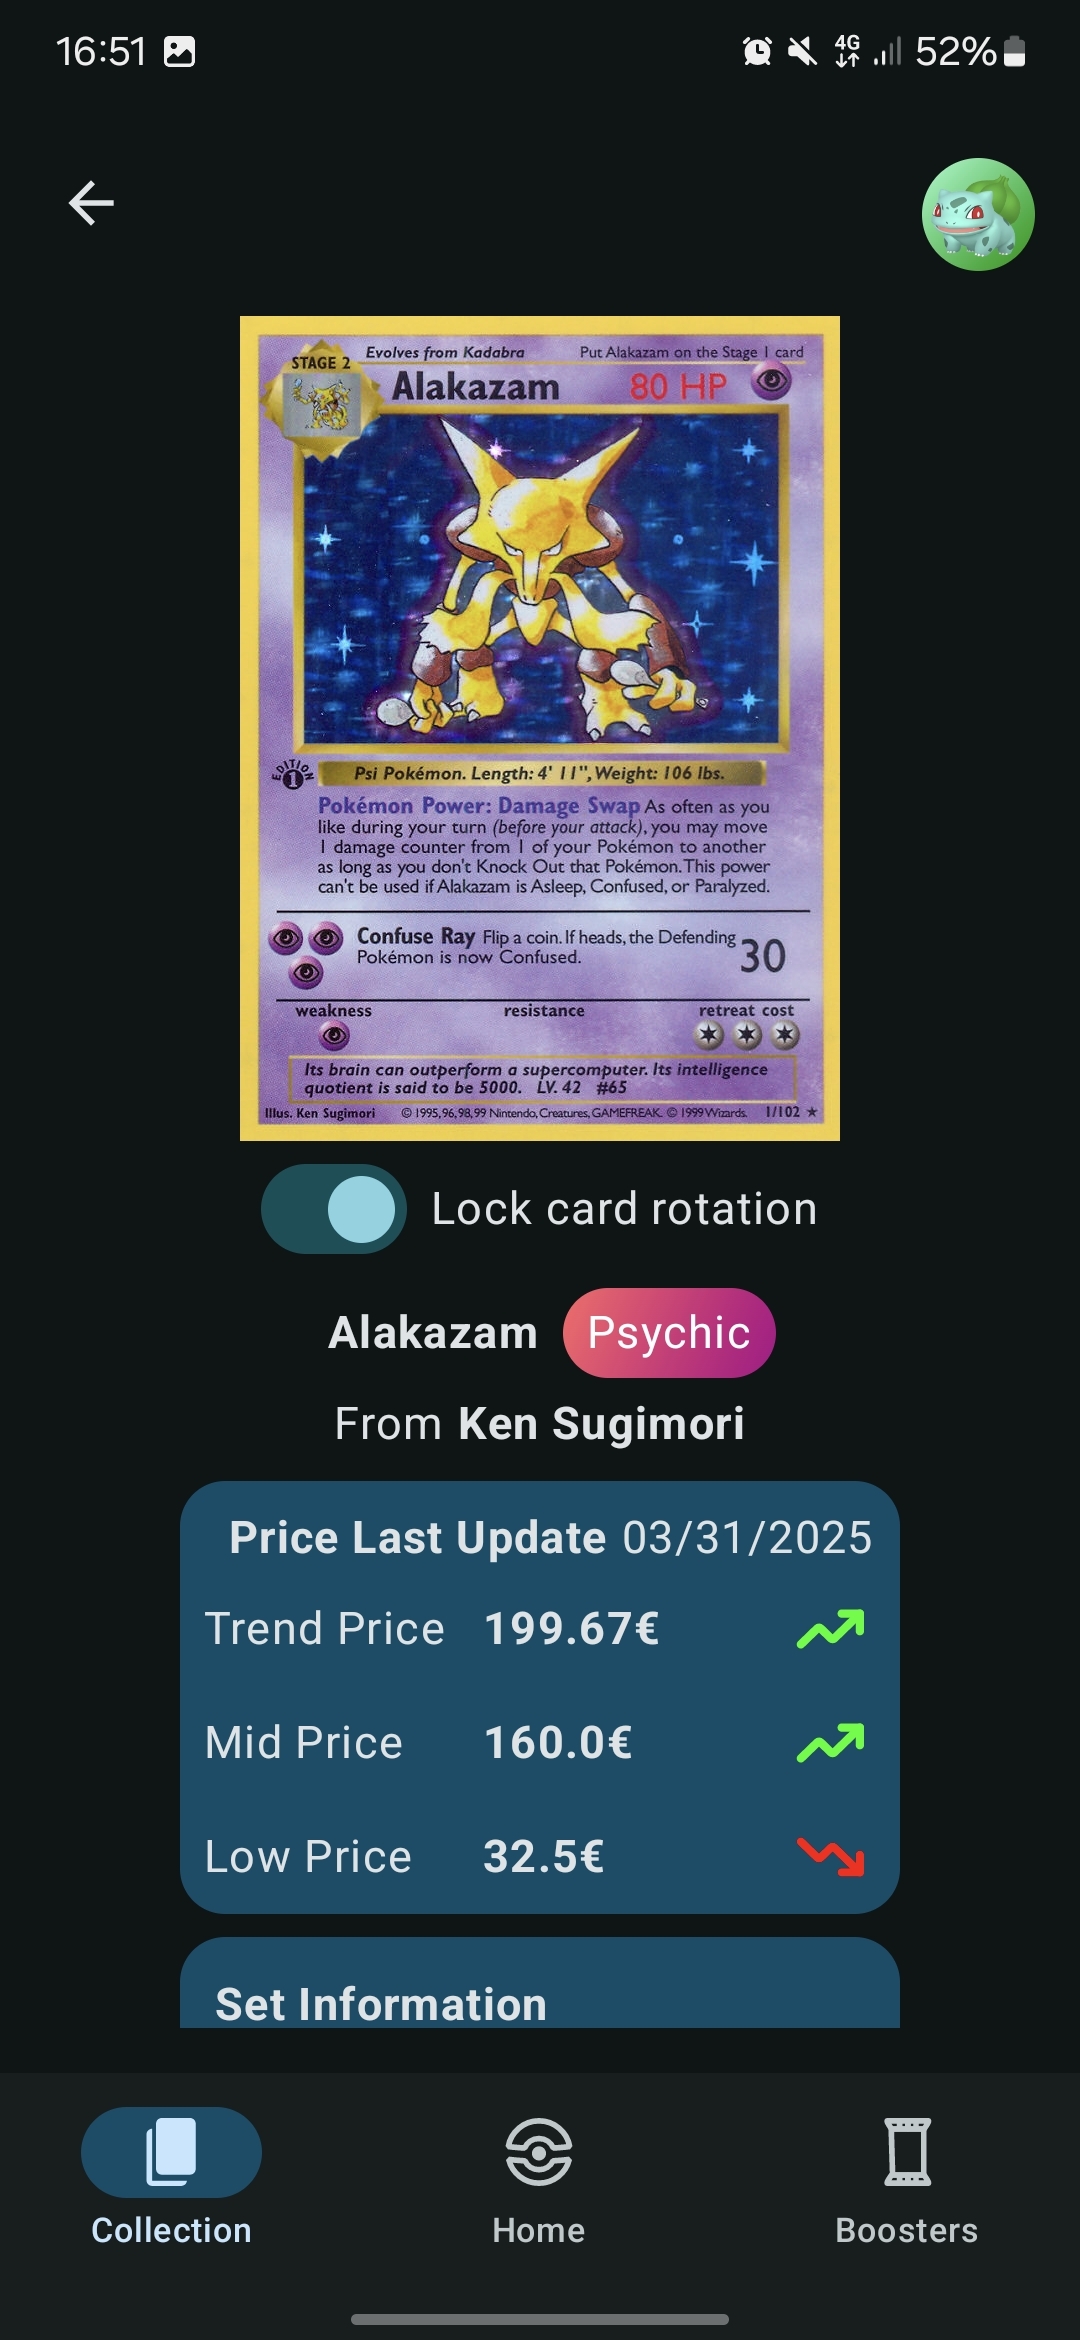 16:51
4G 52%
Evolves from Kadabra Put Alakazam on the Stage 1 card
STAGE 2
Alakazam 80 HP
EDITION
1
Psi Pokémon. Length: 4' 11", Weight: 106 lbs.
Pokémon Power: Damage Swap As often as you
like during your turn (before your attack), you may move
1 damage counter from 1 of your Pokémon to another
as long as you don't Knock Out that Pokémon. This power
can't be used if Alakazam is Asleep, Confused, or Paralyzed.
Confuse Ray Flip a coin. If heads, the Defending
Pokémon is now Confused.
30
weakness resistance retreat cost
Its brain can outperform a supercomputer. Its intelligence
quotient is said to be 5000. LV. 42 #65
Illus. Ken Sugimori © 1995, 96, 98, 99 Nintendo, Creatures, GAMEFREAK. © 1999 Wizards. 1/102 ★
Lock card rotation
Alakazam Psychic
From Ken Sugimori
Price Last Update 03/31/2025
Trend Price 199.67€
Mid Price 160.0€
Low Price 32.5€
Set Information
Collection Home Boosters